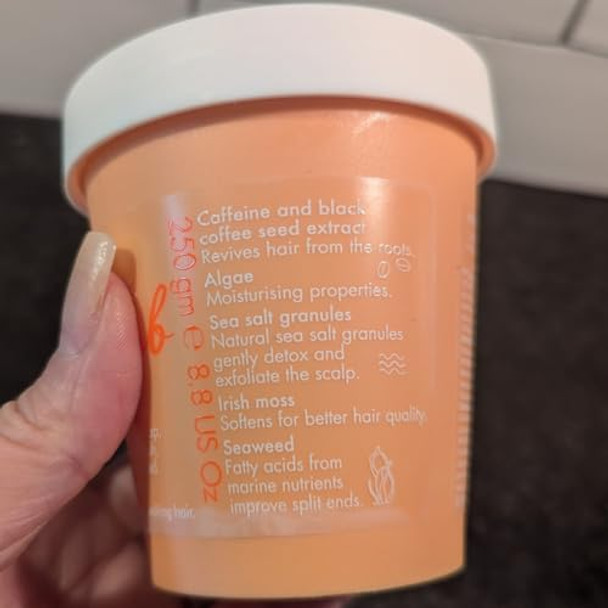 Caffeine and black
coffee seed extract
Revives hair from the roots.
Algae
Moisturising properties.
Sea salt granules
Natural sea salt granules
gently detox and
exfoliate the scalp.
Irish moss
Softens for better hair quality.
Seaweed
Fatty acids from
marine nutrients
improve split ends.
250gm e 8.8 US Oz
hair.